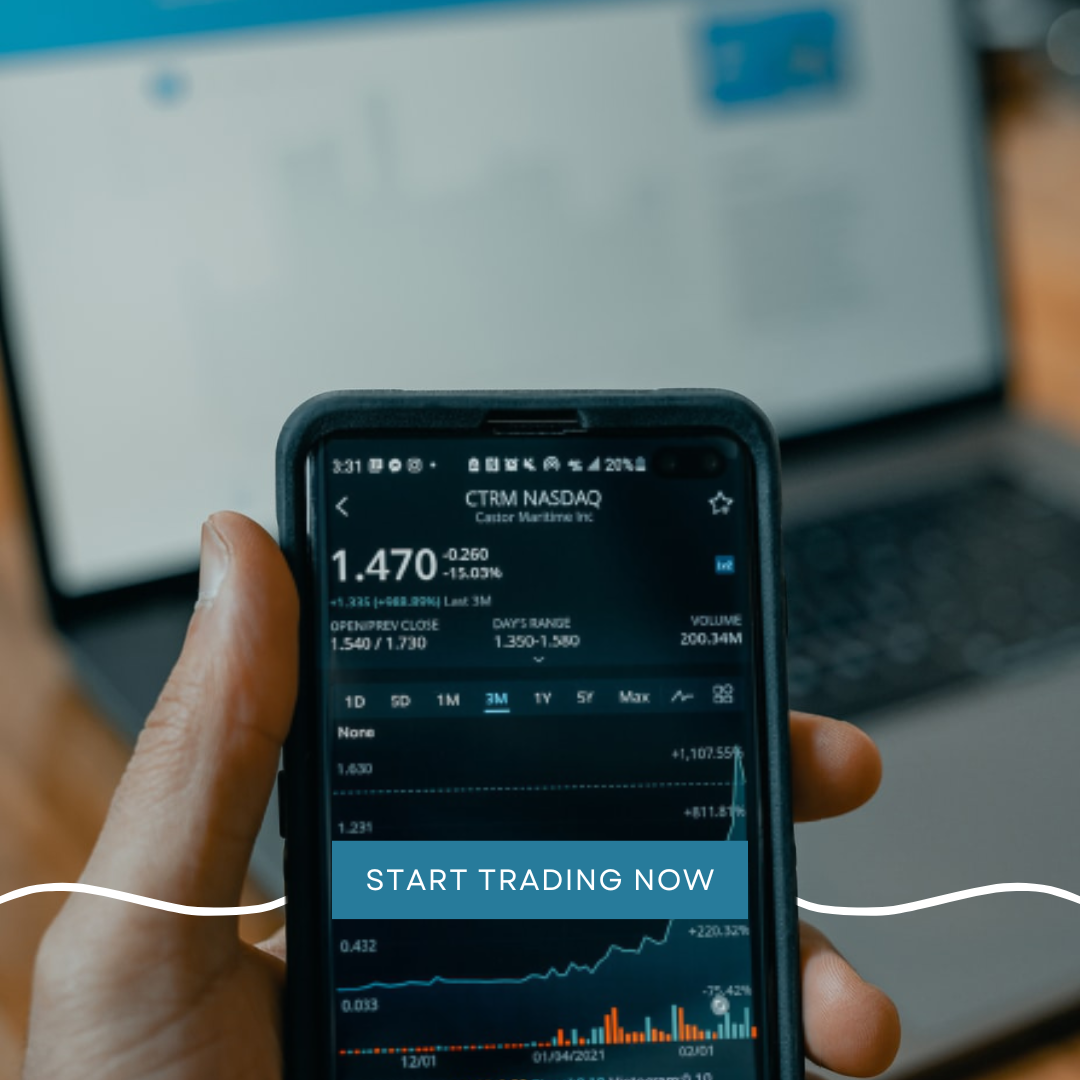 3:31 20%
CTRM NASDAQ
Castor Maritime Inc
1.470 -0.260
-15.03%
+1.335 (+988.89%) Last 3M
OPEN/PREV CLOSE DAY'S RANGE VOLUME
1.540 / 1.730 1.350-1.580 200.34M
1D 5D 1M 3M 1Y 5Y Max
None
+1,107.55%
1.630
+811.81%
1.231
START TRADING NOW
+220.32%
0.432
-75.42%
0.033
12/01 01/04/2021 02/01